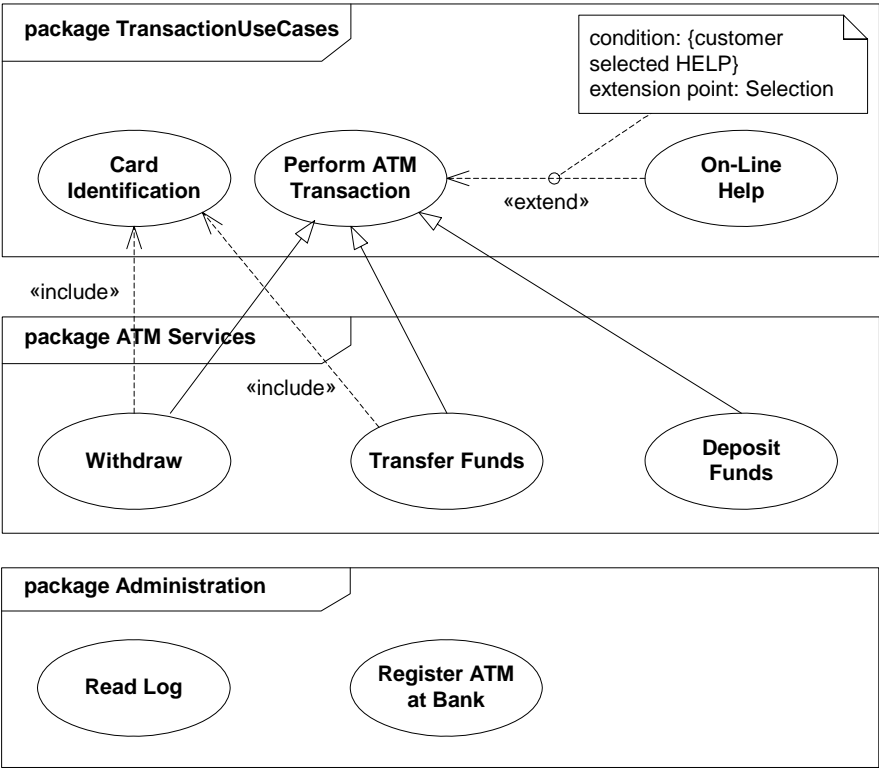 package TransactionUseCases
condition: {customer
selected HELP}
extension point: Selection
Card
Identification
Perform ATM
Transaction
On-Line
Help
«extend»
«include»
package ATM Services
«include»
Withdraw
Transfer Funds
Deposit
Funds
package Administration
Read Log
Register ATM
at Bank